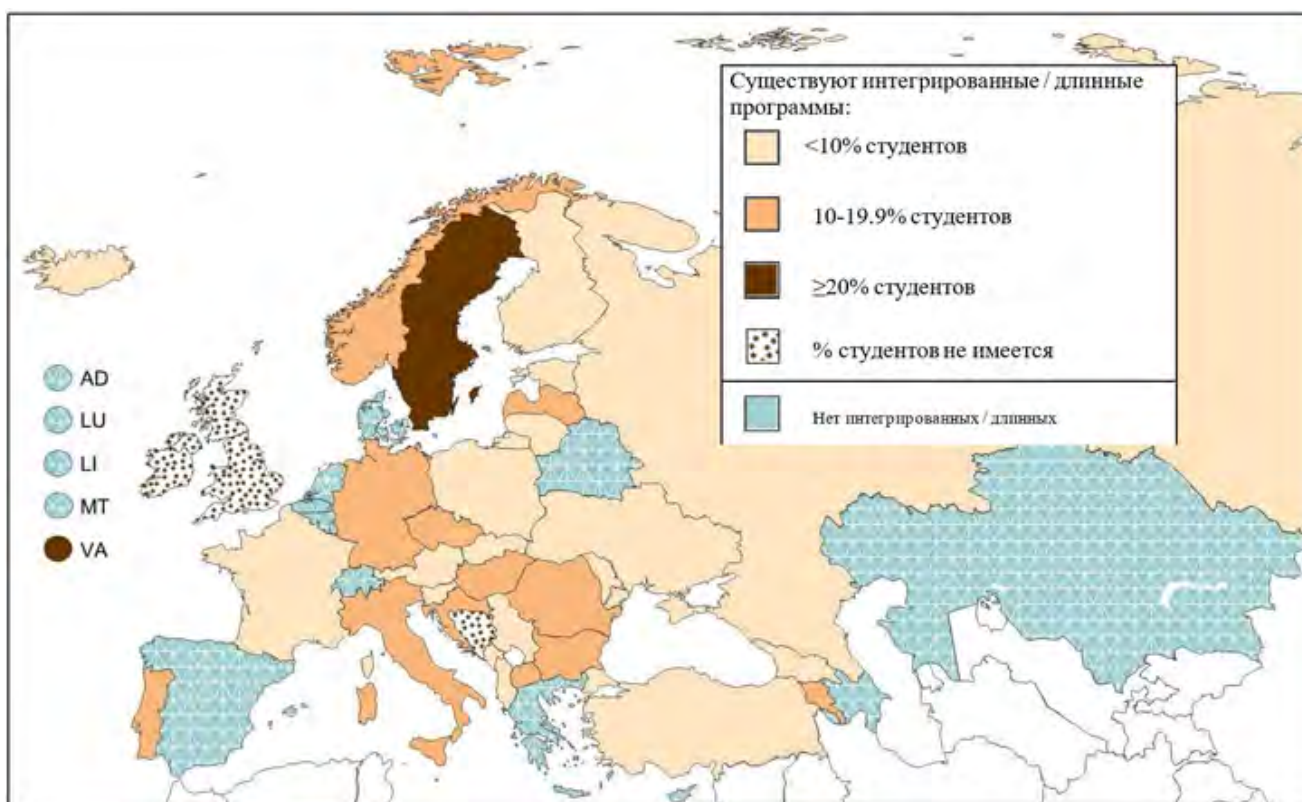 Существуют интегрированные / длинные
программы:
<10% студентов
10-19.9% студентов
≥20% студентов
% студентов не имеется
Нет интегрированных / длинных
AD
LU
LI
MT
VA